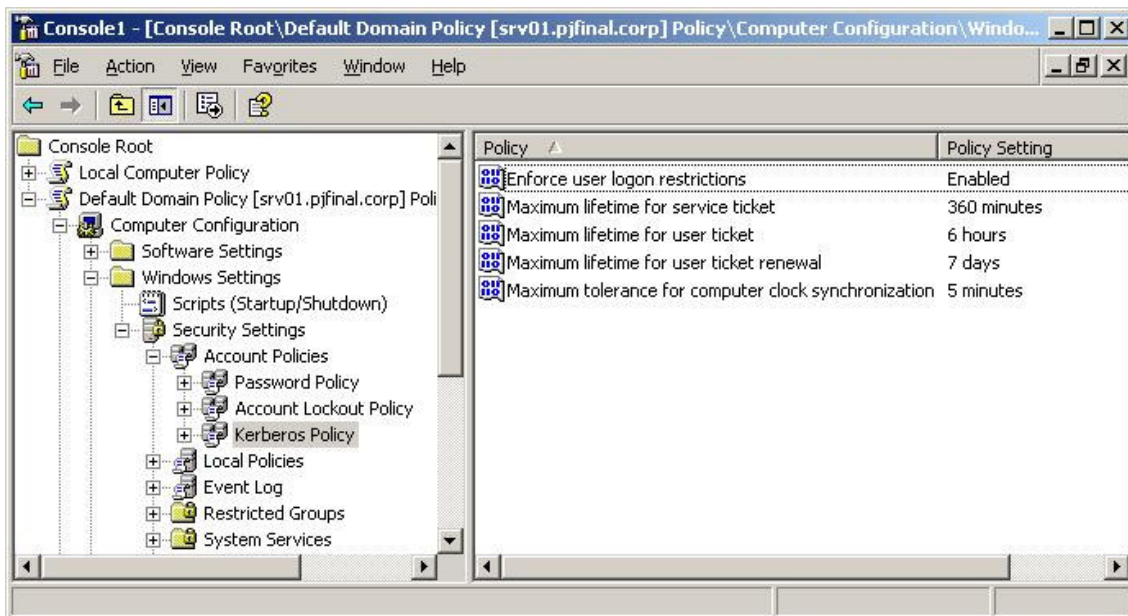 Console1 - [Console Root\Default Domain Policy [srv01.pjfinal.corp] Policy\Computer Configuration\Windo...
File Action View Favorites Window Help
Console Root
Local Computer Policy
Default Domain Policy [srv01.pjfinal.corp] Poli
Computer Configuration
Software Settings
Windows Settings
Scripts (Startup/Shutdown)
Security Settings
Account Policies
Password Policy
Account Lockout Policy
Kerberos Policy
Local Policies
Event Log
Restricted Groups
System Services
Policy Policy Setting
Enforce user logon restrictions Enabled
Maximum lifetime for service ticket 360 minutes
Maximum lifetime for user ticket 6 hours
Maximum lifetime for user ticket renewal 7 days
Maximum tolerance for computer clock synchronization 5 minutes